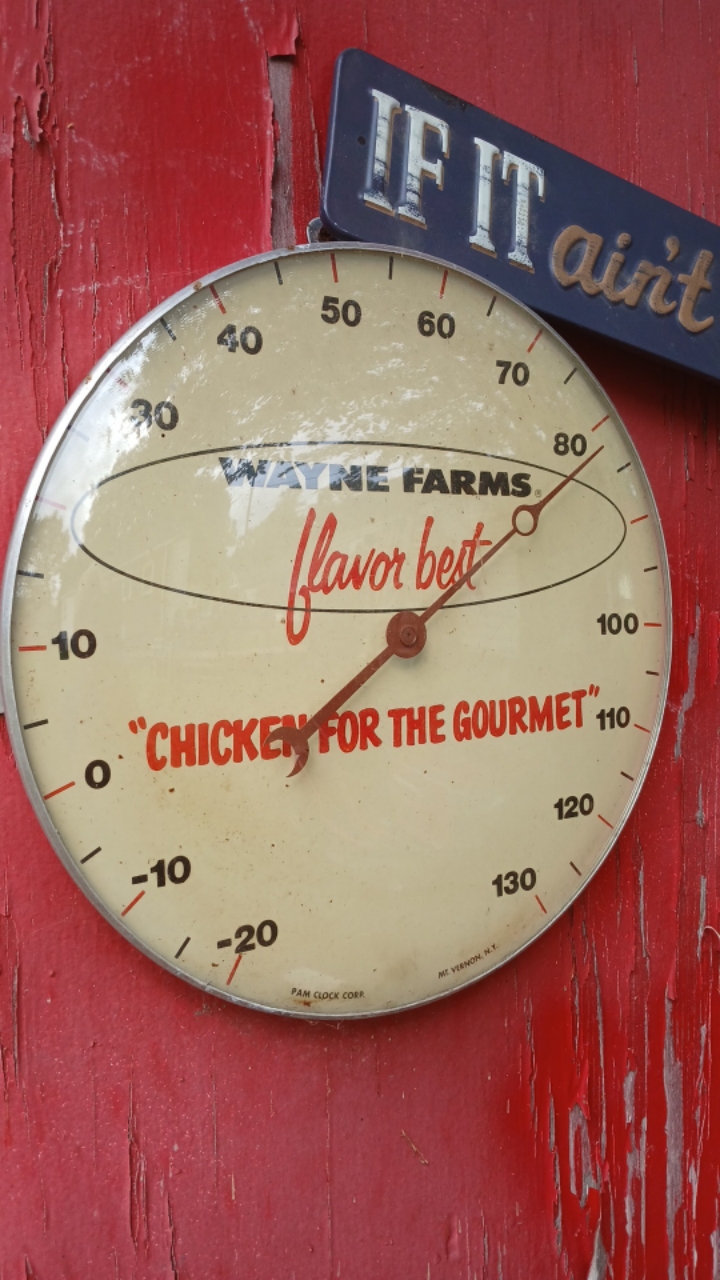 IF IT ain't
50
40
60
70
30
80
WAYNE FARMS®
flavor best
100
10
"CHICKEN FOR THE GOURMET"
110
0
120
-10
130
-20
MT. VERNON, N.Y.
PAM CLOCK CORP.